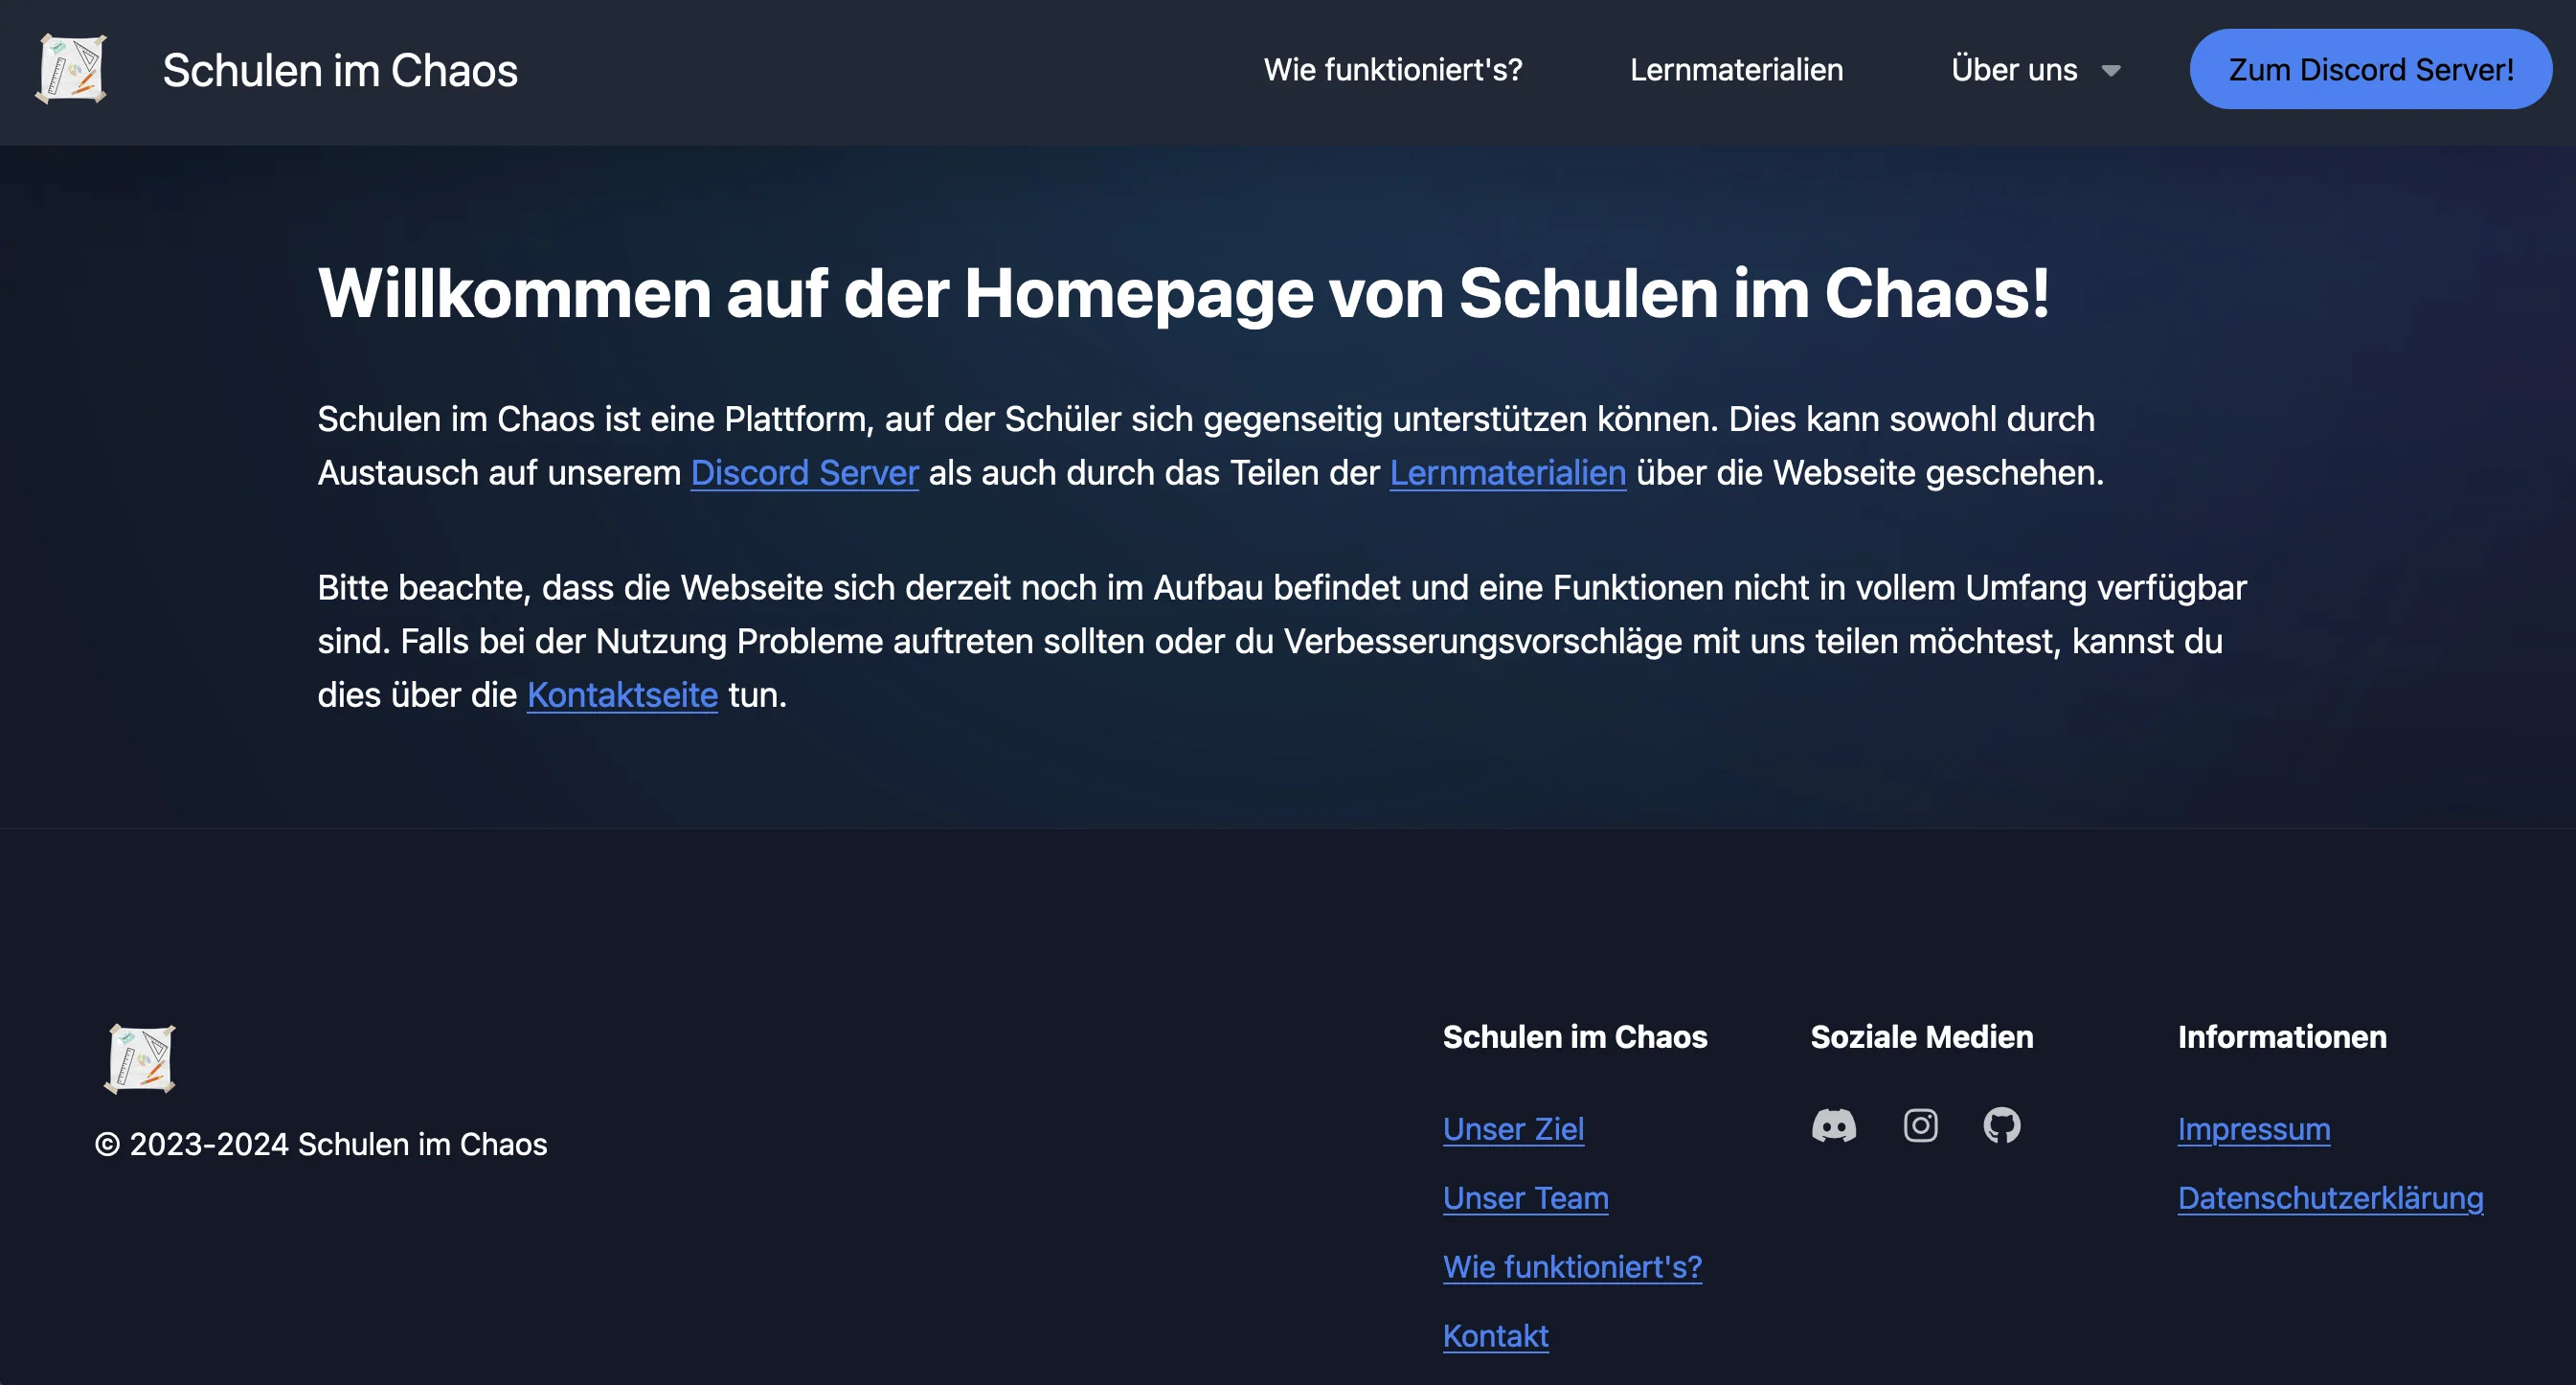 Schulen im Chaos
Wie funktioniert's?
Lernmaterialien
Über uns
Zum Discord Server!
Willkommen auf der Homepage von Schulen im Chaos!
Schulen im Chaos ist eine Plattform, auf der Schüler sich gegenseitig unterstützen können. Dies kann sowohl durch
Austausch auf unserem Discord Server als auch durch das Teilen der Lernmaterialien über die Webseite geschehen.
Bitte beachte, dass die Webseite sich derzeit noch im Aufbau befindet und eine Funktionen nicht in vollem Umfang verfügbar
sind. Falls bei der Nutzung Probleme auftreten sollten oder du Verbesserungsvorschläge mit uns teilen möchtest, kannst du
dies über die Kontaktseite tun.
© 2023-2024 Schulen im Chaos
Schulen im Chaos
Unser Ziel
Unser Team
Wie funktioniert's?
Kontakt
Soziale Medien
Informationen
Impressum
Datenschutzerklärung